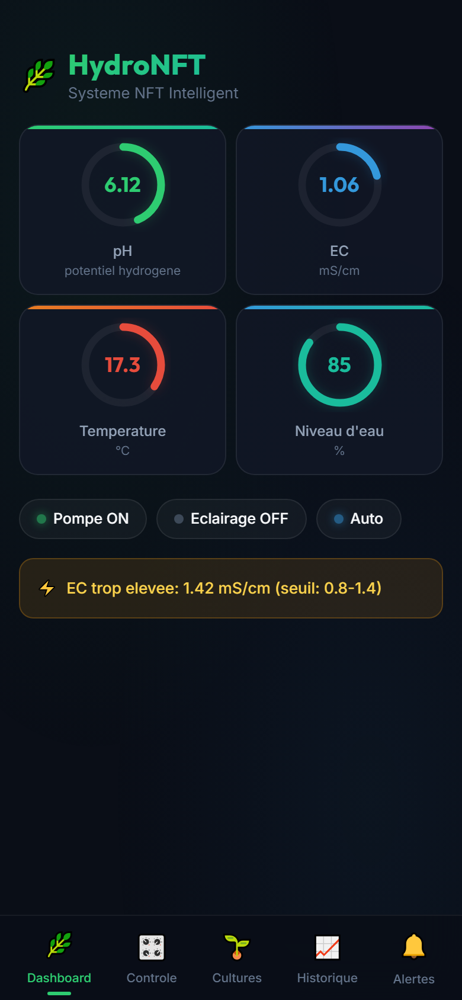 HydroNFT
Systeme NFT Intelligent
6.12
pH
potentiel hydrogene
1.06
EC
mS/cm
17.3
Temperature
°C
85
Niveau d'eau
%
Pompe ON
Eclairage OFF
Auto
EC trop elevee: 1.42 mS/cm (seuil: 0.8-1.4)
Dashboard
Controle
Cultures
Historique
Alertes